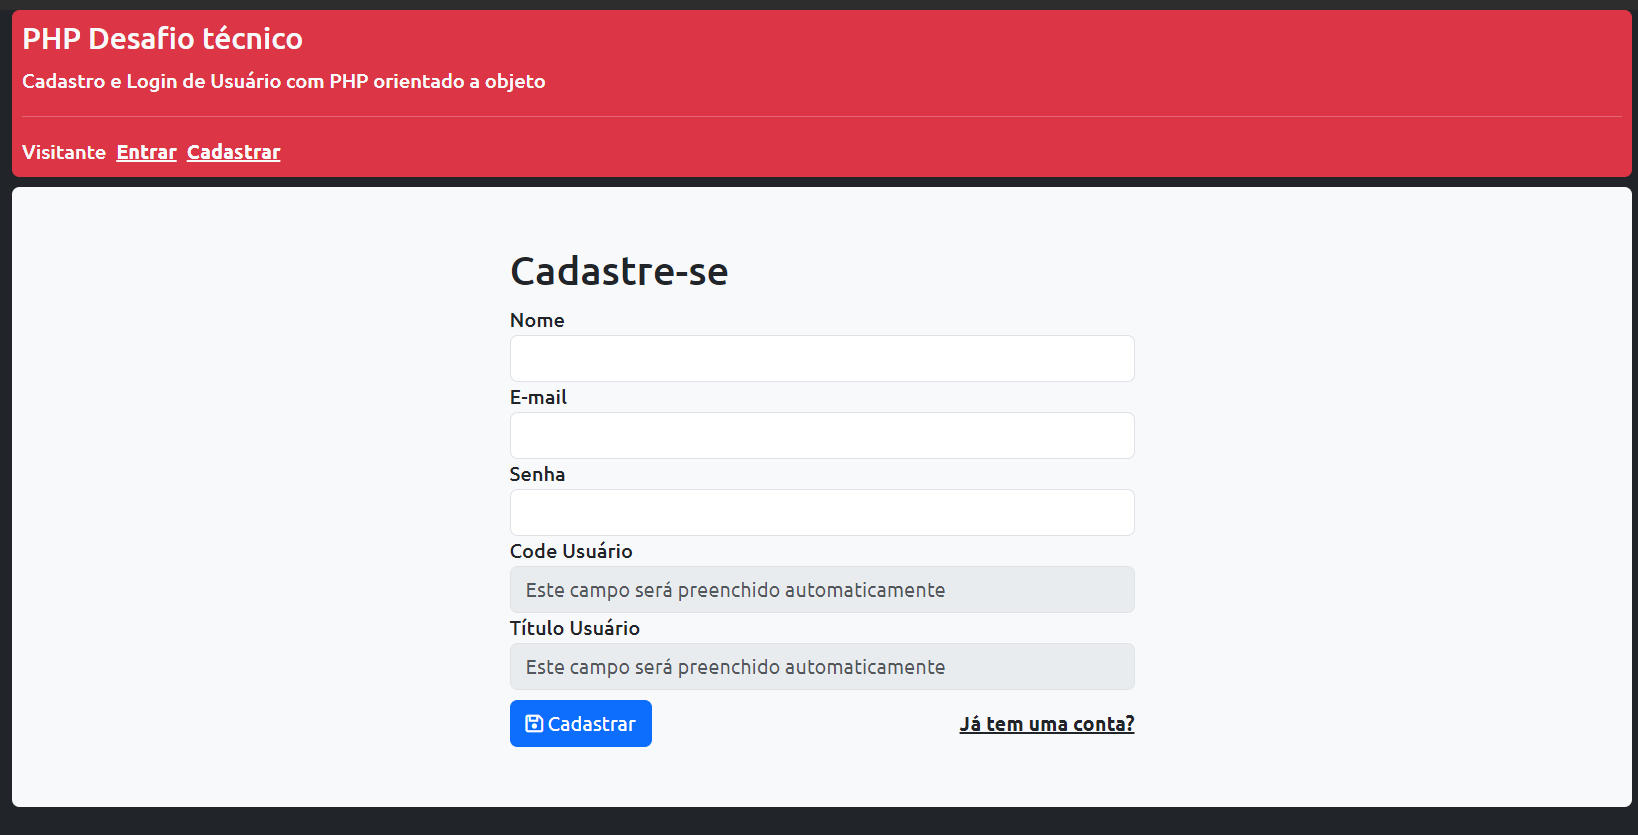 PHP Desafio técnico
Cadastro e Login de Usuário com PHP orientado a objeto
Visitante Entrar Cadastrar
Cadastre-se
Nome
E-mail
Senha
Code Usuário
Este campo será preenchido automaticamente
Título Usuário
Este campo será preenchido automaticamente
Cadastrar Já tem uma conta?